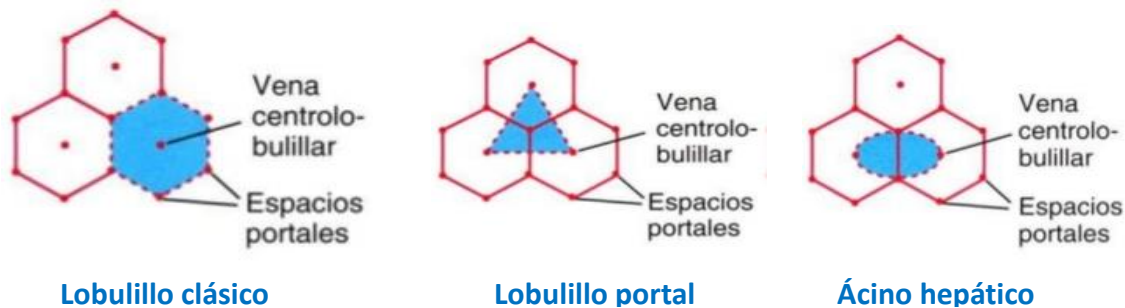 Vena
centrolo-
bulillar
Espacios
portales
Lobulillo clásico
Vena
centrolo-
bulillar
Espacios
portales
Lobulillo portal
Vena
centrolo-
bulillar
Espacios
portales
Ácino hepático